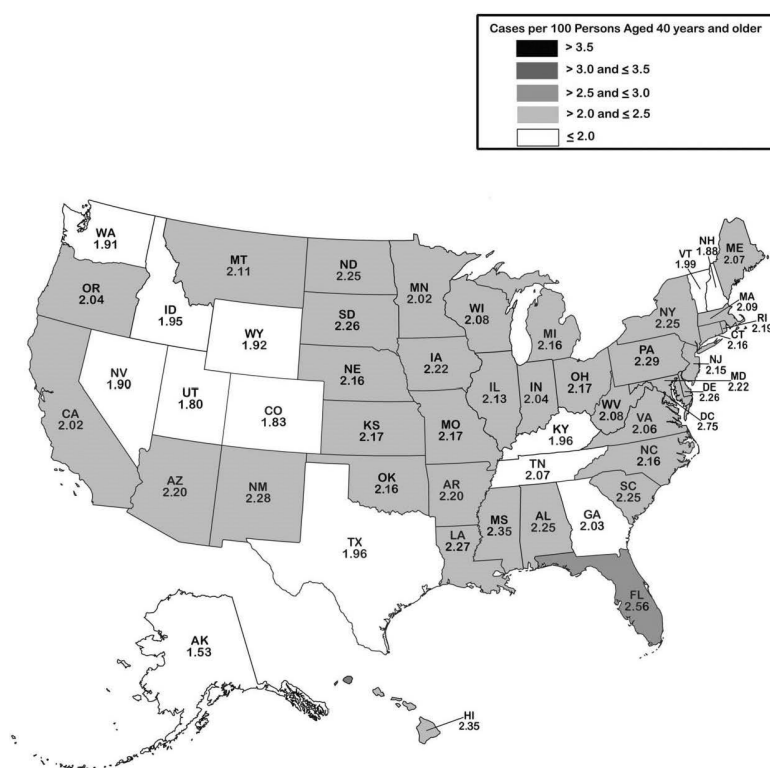 Cases per 100 Persons Aged 40 years and older
> 3.5
> 3.0 and ≤ 3.5
> 2.5 and ≤ 3.0
> 2.0 and ≤ 2.5
≤ 2.0
WA
1.91
OR
2.04
CA
2.02
NV
1.90
ID
1.95
MT
2.11
WY
1.92
UT
1.80
CO
1.83
AZ
2.20
NM
2.28
ND
2.25
SD
2.26
NE
2.16
KS
2.17
OK
2.16
TX
1.96
MN
2.02
IA
2.22
MO
2.17
AR
2.20
LA
2.27
WI
2.08
IL
2.13
MI
2.16
IN
2.04
OH
2.17
KY
1.96
TN
2.07
MS
2.35
AL
2.25
GA
2.03
FL
2.56
SC
2.25
NC
2.16
VA
2.06
WV
2.08
PA
2.29
NY
2.25
VT
1.99
NH
1.88
ME
2.07
MA
2.09
RI
2.19
CT
2.16
NJ
2.15
MD
2.22
DE
2.26
DC
2.75
AK
1.53
HI
2.35